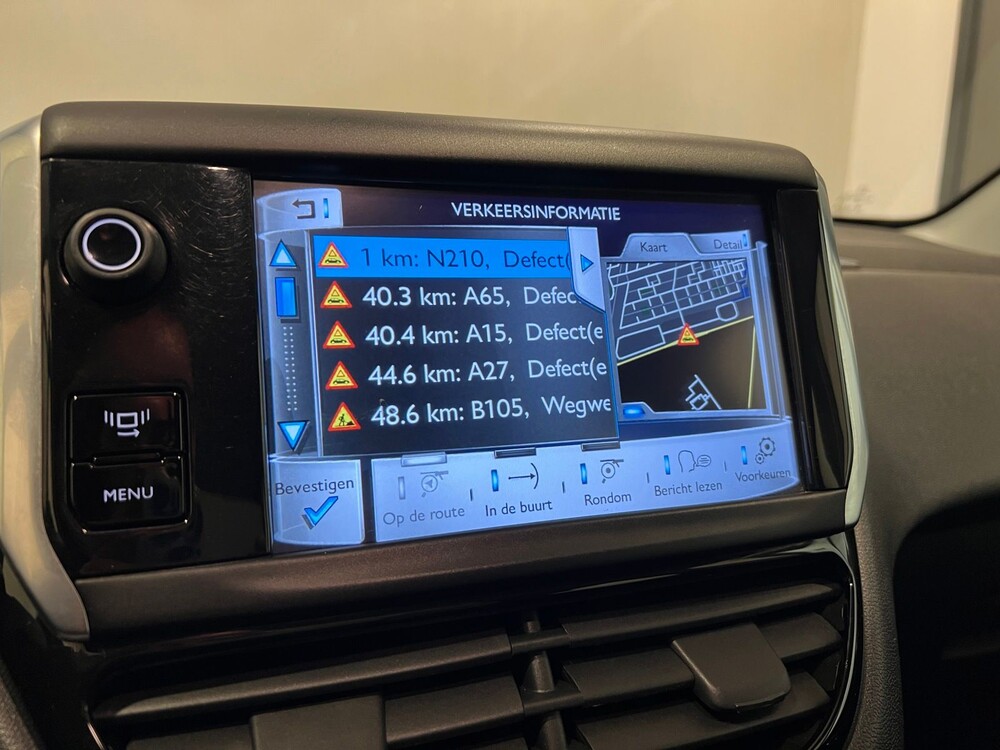 VERKEERSINFORMATIE
1 km: N210, Defect(
40.3 km: A65, Defec
40.4 km: A15, Defect(e
44.6 km: A27, Defect(e
48.6 km: B105, Wegwe
Kaart Detail
MENU
Bevestigen
Op de route
In de buurt
Rondom
Bericht lezen
Voorkeuren